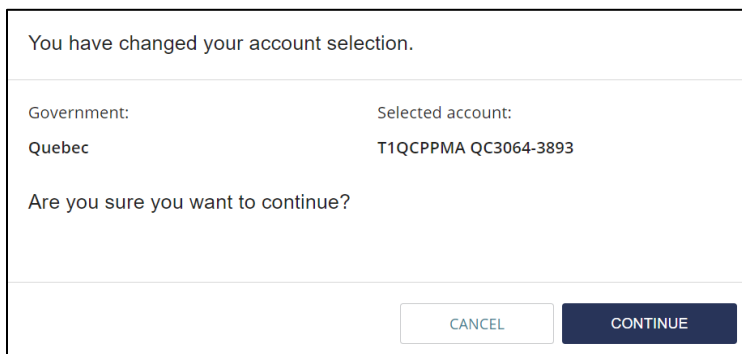 You have changed your account selection.
Government: Selected account:
Quebec T1QCPPMA QC3064-3893
Are you sure you want to continue?
CANCEL CONTINUE